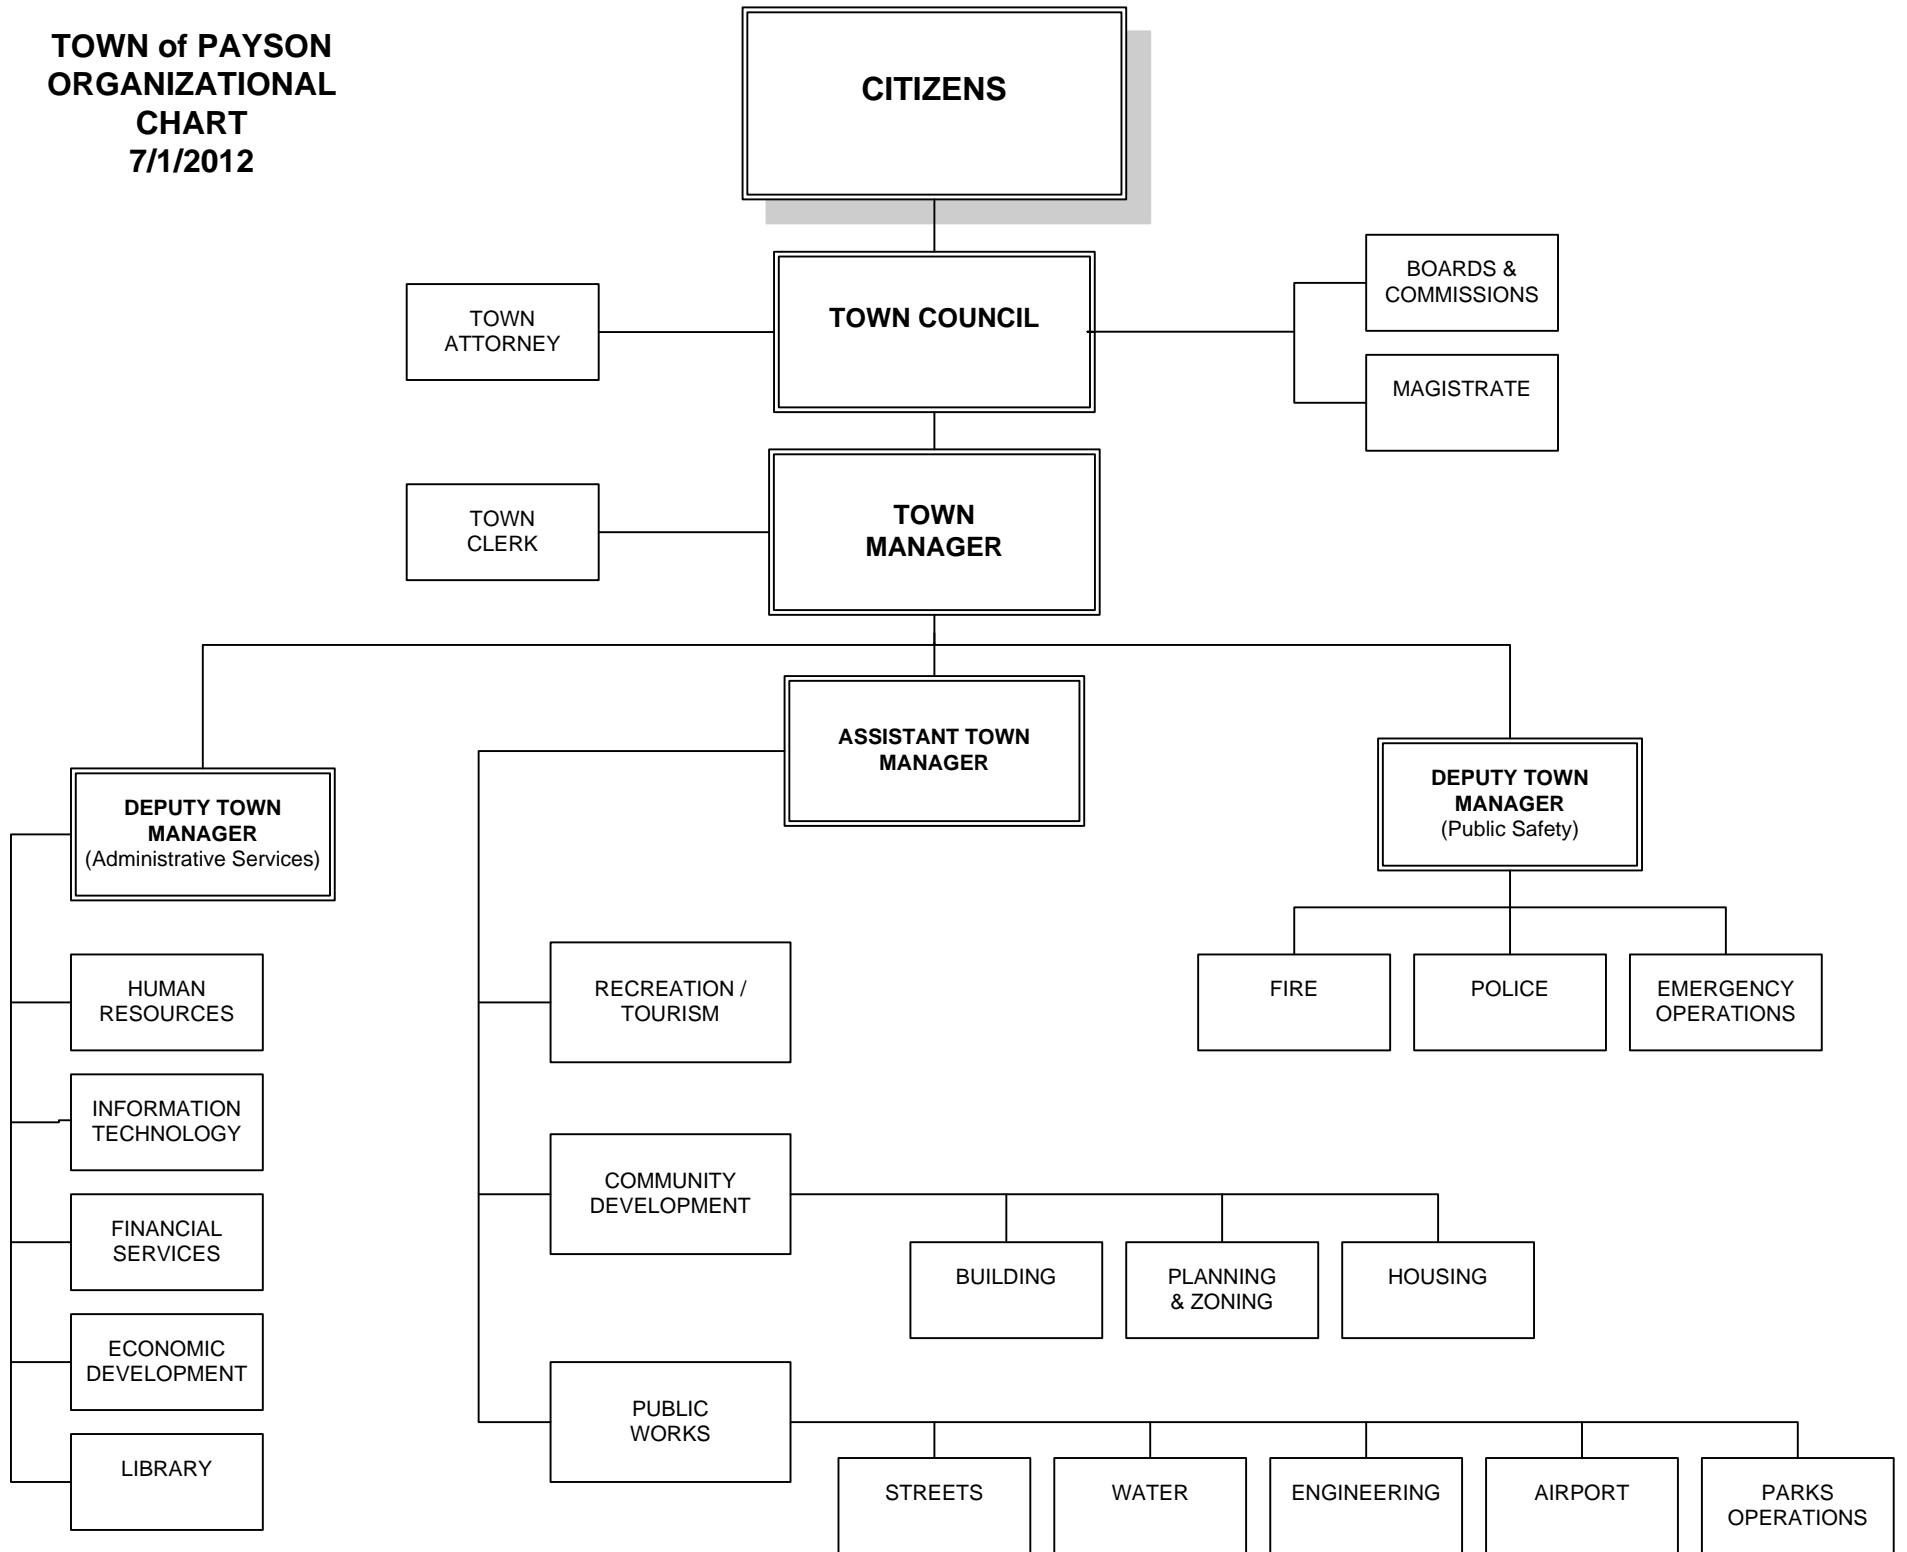 TOWN of PAYSON
ORGANIZATIONAL
CHART
7/1/2012
CITIZENS
TOWN
ATTORNEY
TOWN COUNCIL
BOARDS &
COMMISSIONS
MAGISTRATE
TOWN
CLERK
TOWN
MANAGER
DEPUTY TOWN
MANAGER
(Administrative Services)
ASSISTANT TOWN
MANAGER
DEPUTY TOWN
MANAGER
(Public Safety)
HUMAN
RESOURCES
INFORMATION
TECHNOLOGY
FINANCIAL
SERVICES
ECONOMIC
DEVELOPMENT
LIBRARY
RECREATION /
TOURISM
COMMUNITY
DEVELOPMENT
PUBLIC
WORKS
FIRE
POLICE
EMERGENCY
OPERATIONS
BUILDING
PLANNING
& ZONING
HOUSING
STREETS
WATER
ENGINEERING
AIRPORT
PARKS
OPERATIONS